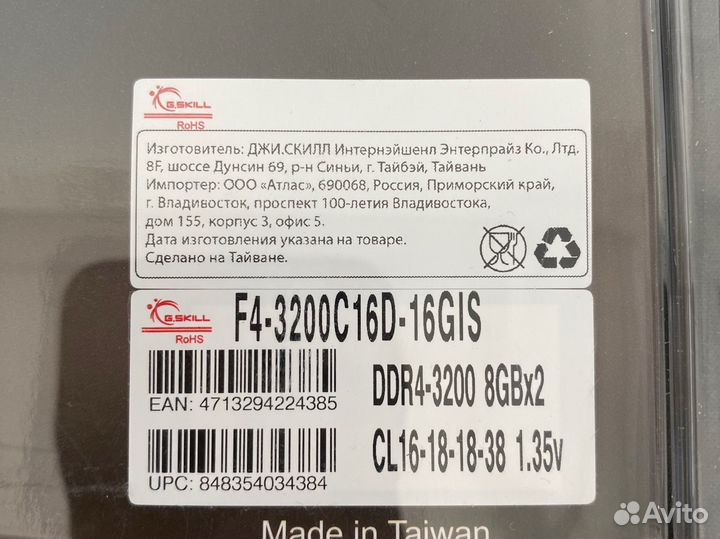 G.SKILL
RoHS
Изготовитель: ДЖИ.СКИЛЛ Интернэйшенл Энтерпрайз Ко., Лтд.
8F, шоссе Дунсин 69, р-н Синьи, г. Тайбэй, Тайвань
Импортер: ООО «Атлас», 690068, Россия, Приморский край,
г. Владивосток, проспект 100-летия Владивостока,
дом 155, корпус 3, офис 5.
Дата изготовления указана на товаре.
Сделано на Тайване.
G.SKILL
RoHS
F4-3200C16D-16GIS
EAN: 4713294224385
DDR4-3200 8GBx2
CL16-18-18-38 1.35v
UPC: 848354034384
Made in Taiwan
Avito